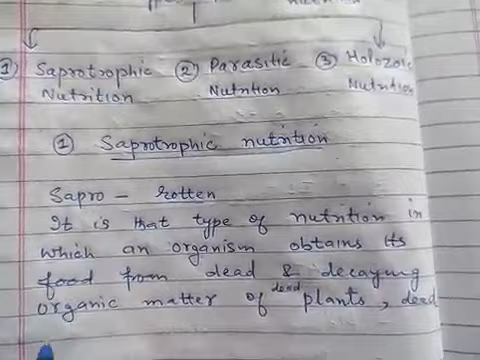 ① Saprotrophic Nutrition ② Parasitic Nutrition ③ Holozoic Nutrition
① Saprotrophic nutrition
Sapro - Rotten
It is that type of nutrition in
which an organism obtains its
food from dead & decaying
organic matter of dead plants, dead